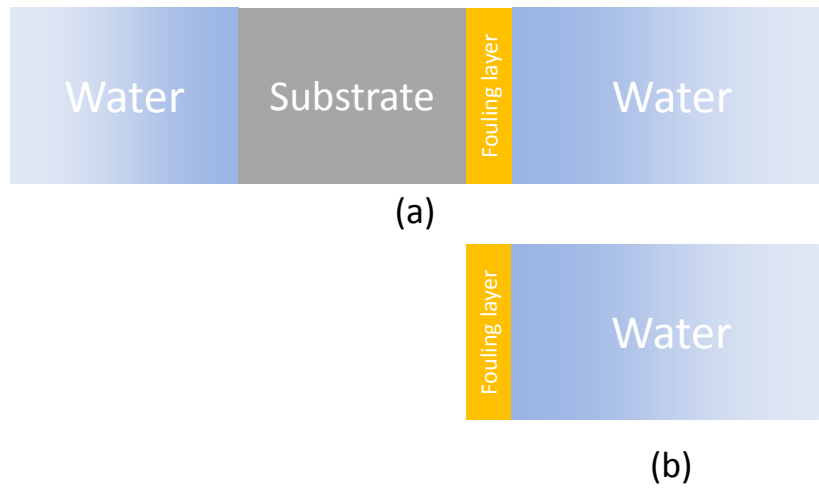 Water
Substrate
Fouling layer
Water
(a)
Fouling layer
Water
(b)